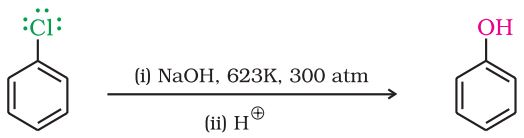 :Cl:
OH
(i) NaOH, 623K, 300 atm
(ii) H⊕